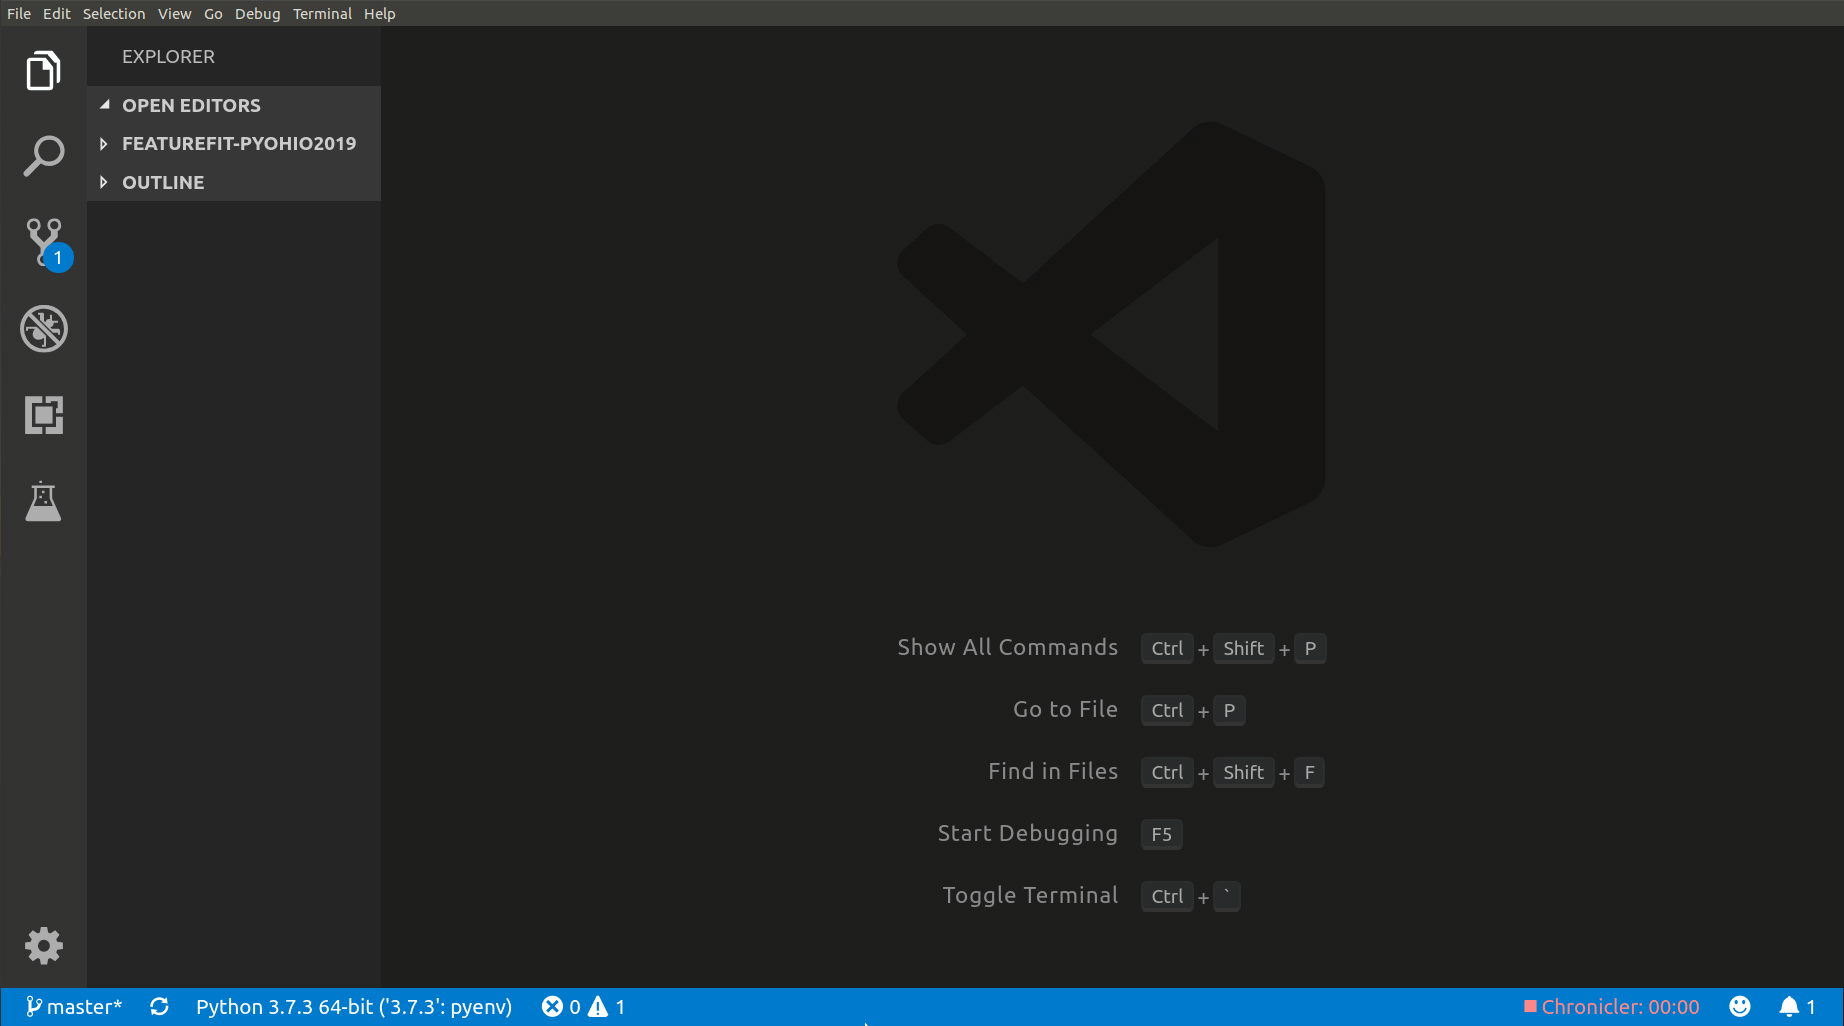 File Edit Selection View Go Debug Terminal Help
EXPLORER
OPEN EDITORS
FEATUREFIT-PYOHIO2019
OUTLINE
1
Show All Commands Ctrl + Shift + P
Go to File Ctrl + P
Find in Files Ctrl + Shift + F
Start Debugging F5
Toggle Terminal Ctrl + `
master* Python 3.7.3 64-bit ('3.7.3': pyenv) 0 1 Chronicler: 00:00 1